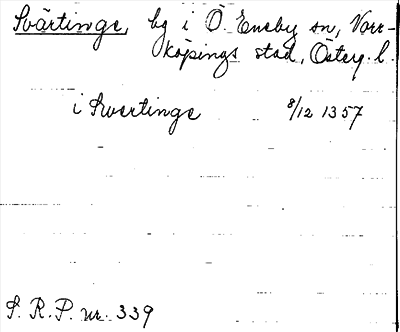 Svärtinge, by i Ö. Eneby sn, Norr-
köpings stad, Östergl.
i Swertinge 8/12 1357
S. R. P. nr. 339